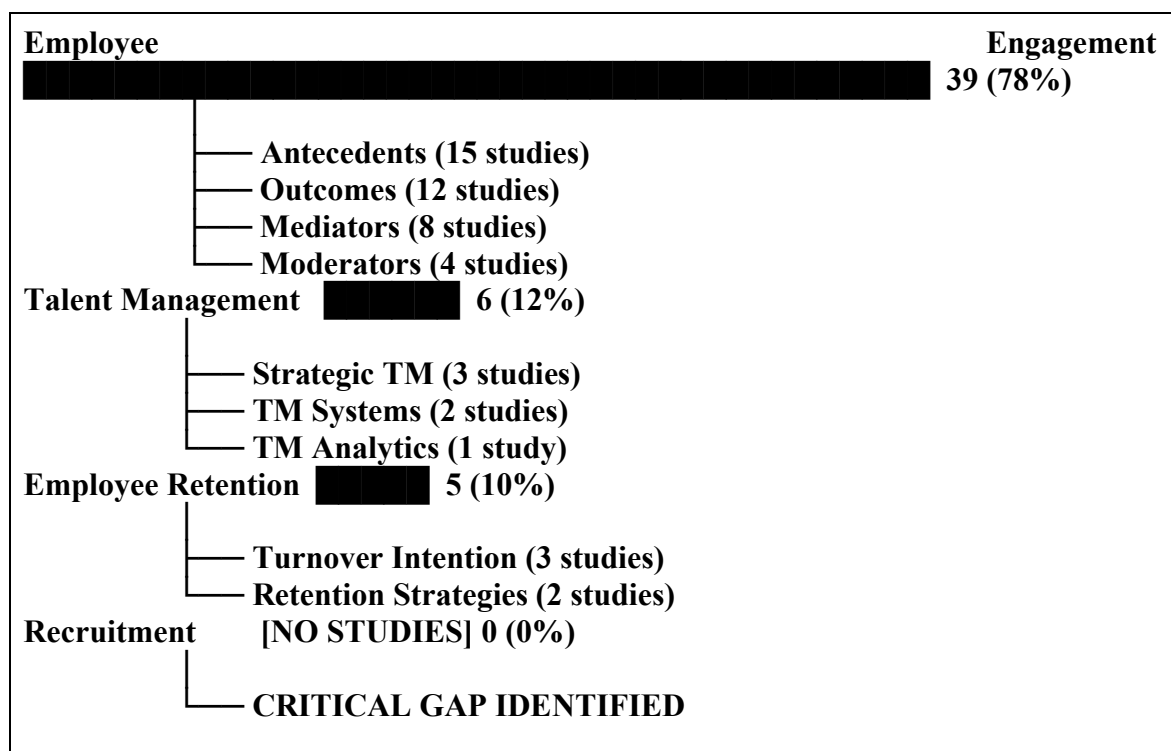 Employee Engagement
39 (78%)
Antecedents (15 studies)
Outcomes (12 studies)
Mediators (8 studies)
Moderators (4 studies)
Talent Management 6 (12%)
Strategic TM (3 studies)
TM Systems (2 studies)
TM Analytics (1 study)
Employee Retention 5 (10%)
Turnover Intention (3 studies)
Retention Strategies (2 studies)
Recruitment [NO STUDIES] 0 (0%)
CRITICAL GAP IDENTIFIED